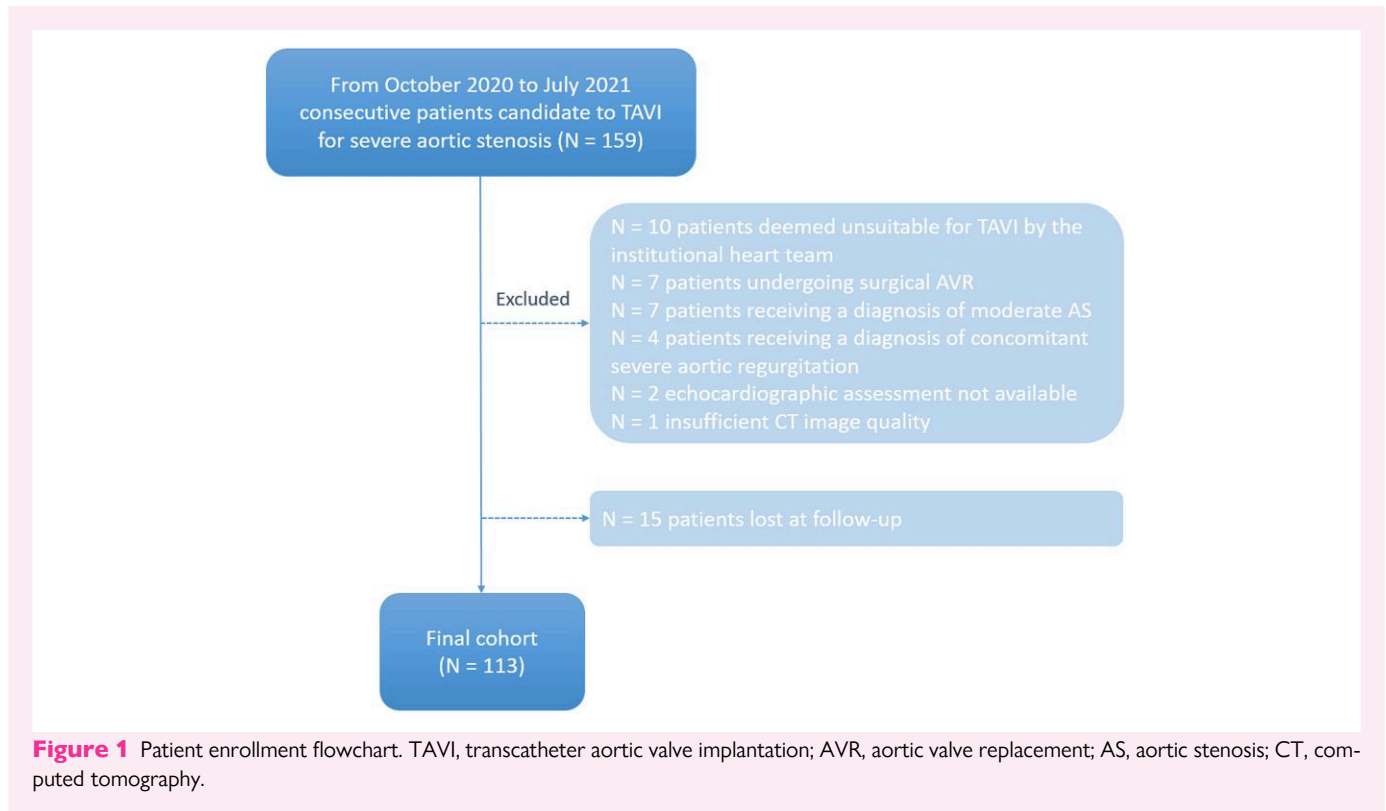 From October 2020 to July 2021
consecutive patients candidate to TAVI
for severe aortic stenosis (N = 159)
N = 10 patients deemed unsuitable for TAVI by the
institutional heart team
N = 7 patients undergoing surgical AVR
Excluded
N = 7 patients receiving a diagnosis of moderate AS
N = 4 patients receiving a diagnosis of concomitant
severe aortic regurgitation
N = 2 echocardiographic assessment not available
N = 1 insufficient CT image quality
N = 15 patients lost at follow-up
Final cohort
(N = 113)
Figure 1 Patient enrollment flowchart. TAVI, transcatheter aortic valve implantation; AVR, aortic valve replacement; AS, aortic stenosis; CT, com-
puted tomography.